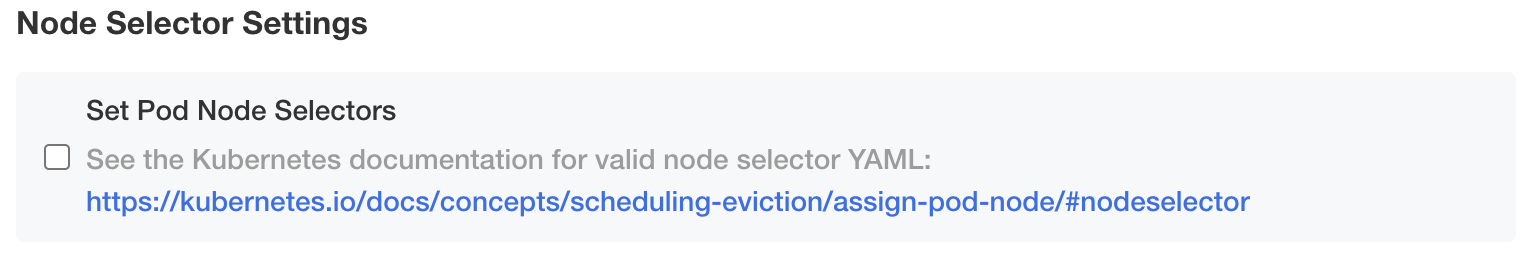 Node Selector Settings
Set Pod Node Selectors
See the Kubernetes documentation for valid node selector YAML:
https://kubernetes.io/docs/concepts/scheduling-eviction/assign-pod-node/#nodeselector